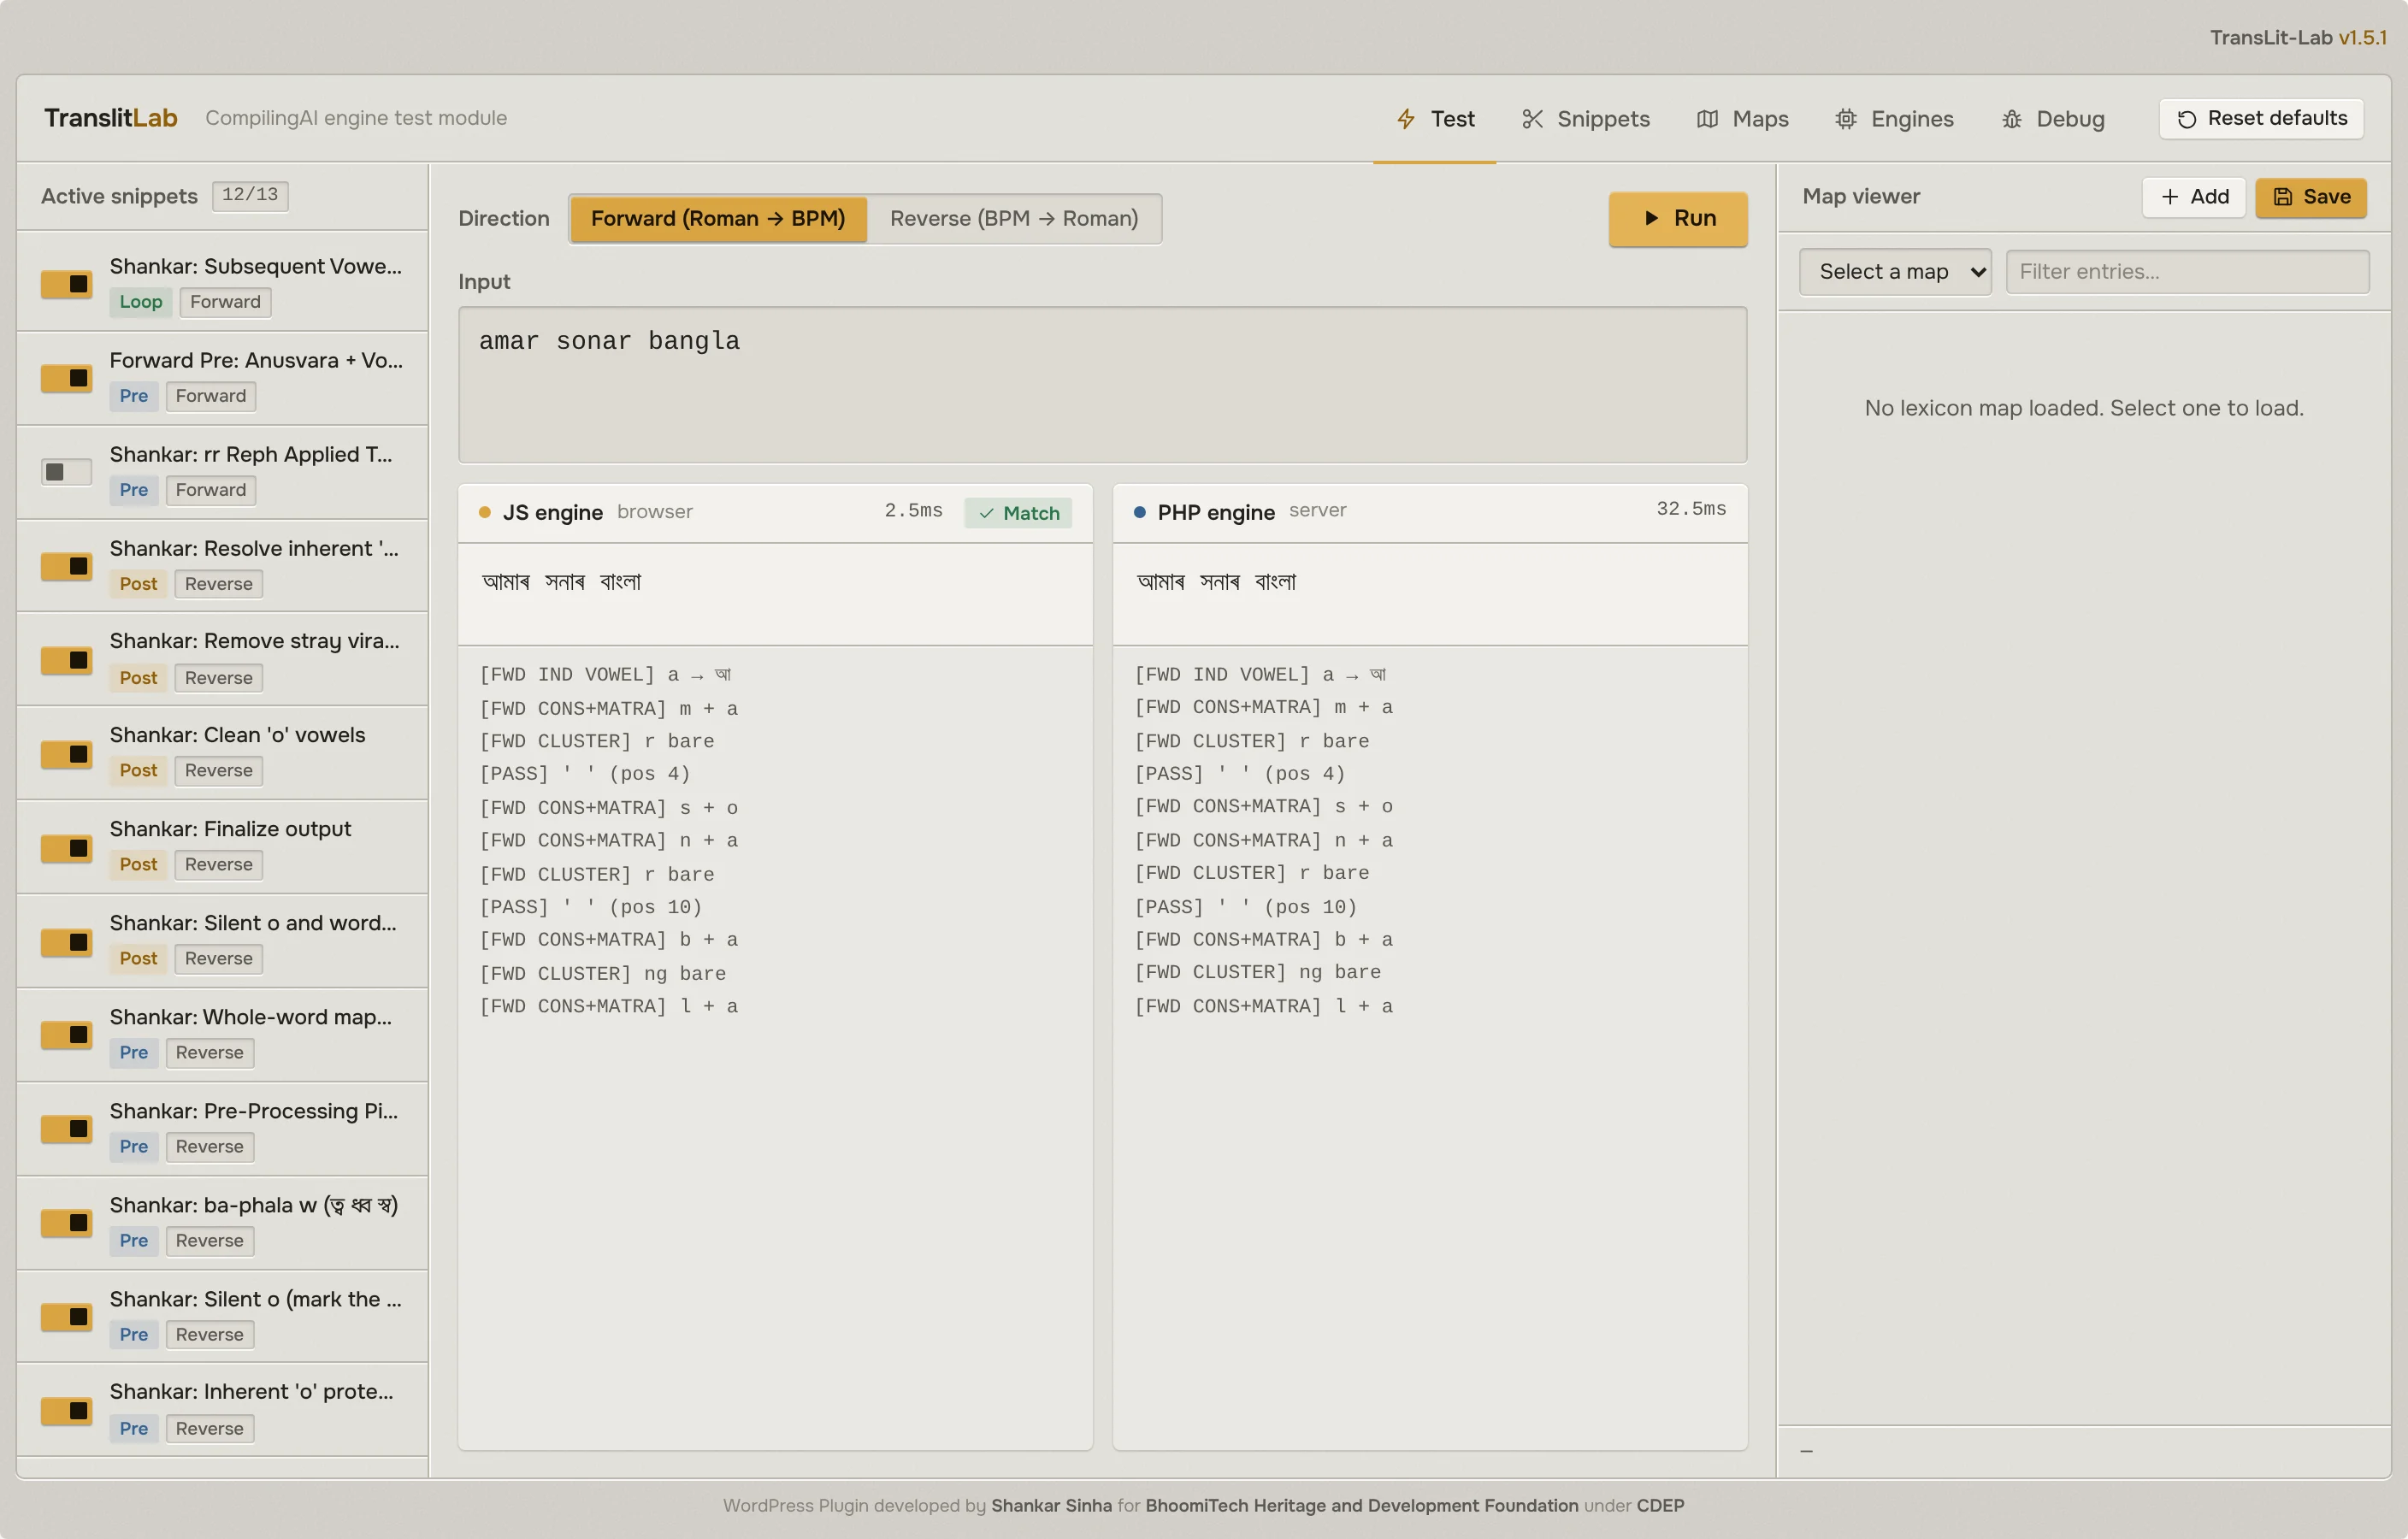 TransLit-Lab v1.5.1
TranslitLab CompilingAI engine test module
Test Snippets Maps Engines Debug Reset defaults
Active snippets 12/13
Shankar: Subsequent Vowe...
Loop Forward
Forward Pre: Anusvara + Vo...
Pre Forward
Shankar: rr Reph Applied T...
Pre Forward
Shankar: Resolve inherent '...
Post Reverse
Shankar: Remove stray vira...
Post Reverse
Shankar: Clean 'o' vowels
Post Reverse
Shankar: Finalize output
Post Reverse
Shankar: Silent o and word...
Post Reverse
Shankar: Whole-word map...
Pre Reverse
Shankar: Pre-Processing Pi...
Pre Reverse
Shankar: ba-phala w (ত্ব ধ্ব স্ব)
Pre Reverse
Shankar: Silent o (mark the ...
Pre Reverse
Shankar: Inherent 'o' prote...
Pre Reverse
Direction Forward (Roman → BPM) Reverse (BPM → Roman) Run
Input
amar sonar bangla
JS engine browser 2.5ms ✓ Match
আমাৰ সনাৰ বাংলা
[FWD IND VOWEL] a → আ
[FWD CONS+MATRA] m + a
[FWD CLUSTER] r bare
[PASS] ' ' (pos 4)
[FWD CONS+MATRA] s + o
[FWD CONS+MATRA] n + a
[FWD CLUSTER] r bare
[PASS] ' ' (pos 10)
[FWD CONS+MATRA] b + a
[FWD CLUSTER] ng bare
[FWD CONS+MATRA] l + a
PHP engine server 32.5ms
আমাৰ সনাৰ বাংলা
[FWD IND VOWEL] a → আ
[FWD CONS+MATRA] m + a
[FWD CLUSTER] r bare
[PASS] ' ' (pos 4)
[FWD CONS+MATRA] s + o
[FWD CONS+MATRA] n + a
[FWD CLUSTER] r bare
[PASS] ' ' (pos 10)
[FWD CONS+MATRA] b + a
[FWD CLUSTER] ng bare
[FWD CONS+MATRA] l + a
Map viewer + Add Save
Select a map Filter entries...
No lexicon map loaded. Select one to load.
—
WordPress Plugin developed by Shankar Sinha for BhoomiTech Heritage and Development Foundation under CDEP